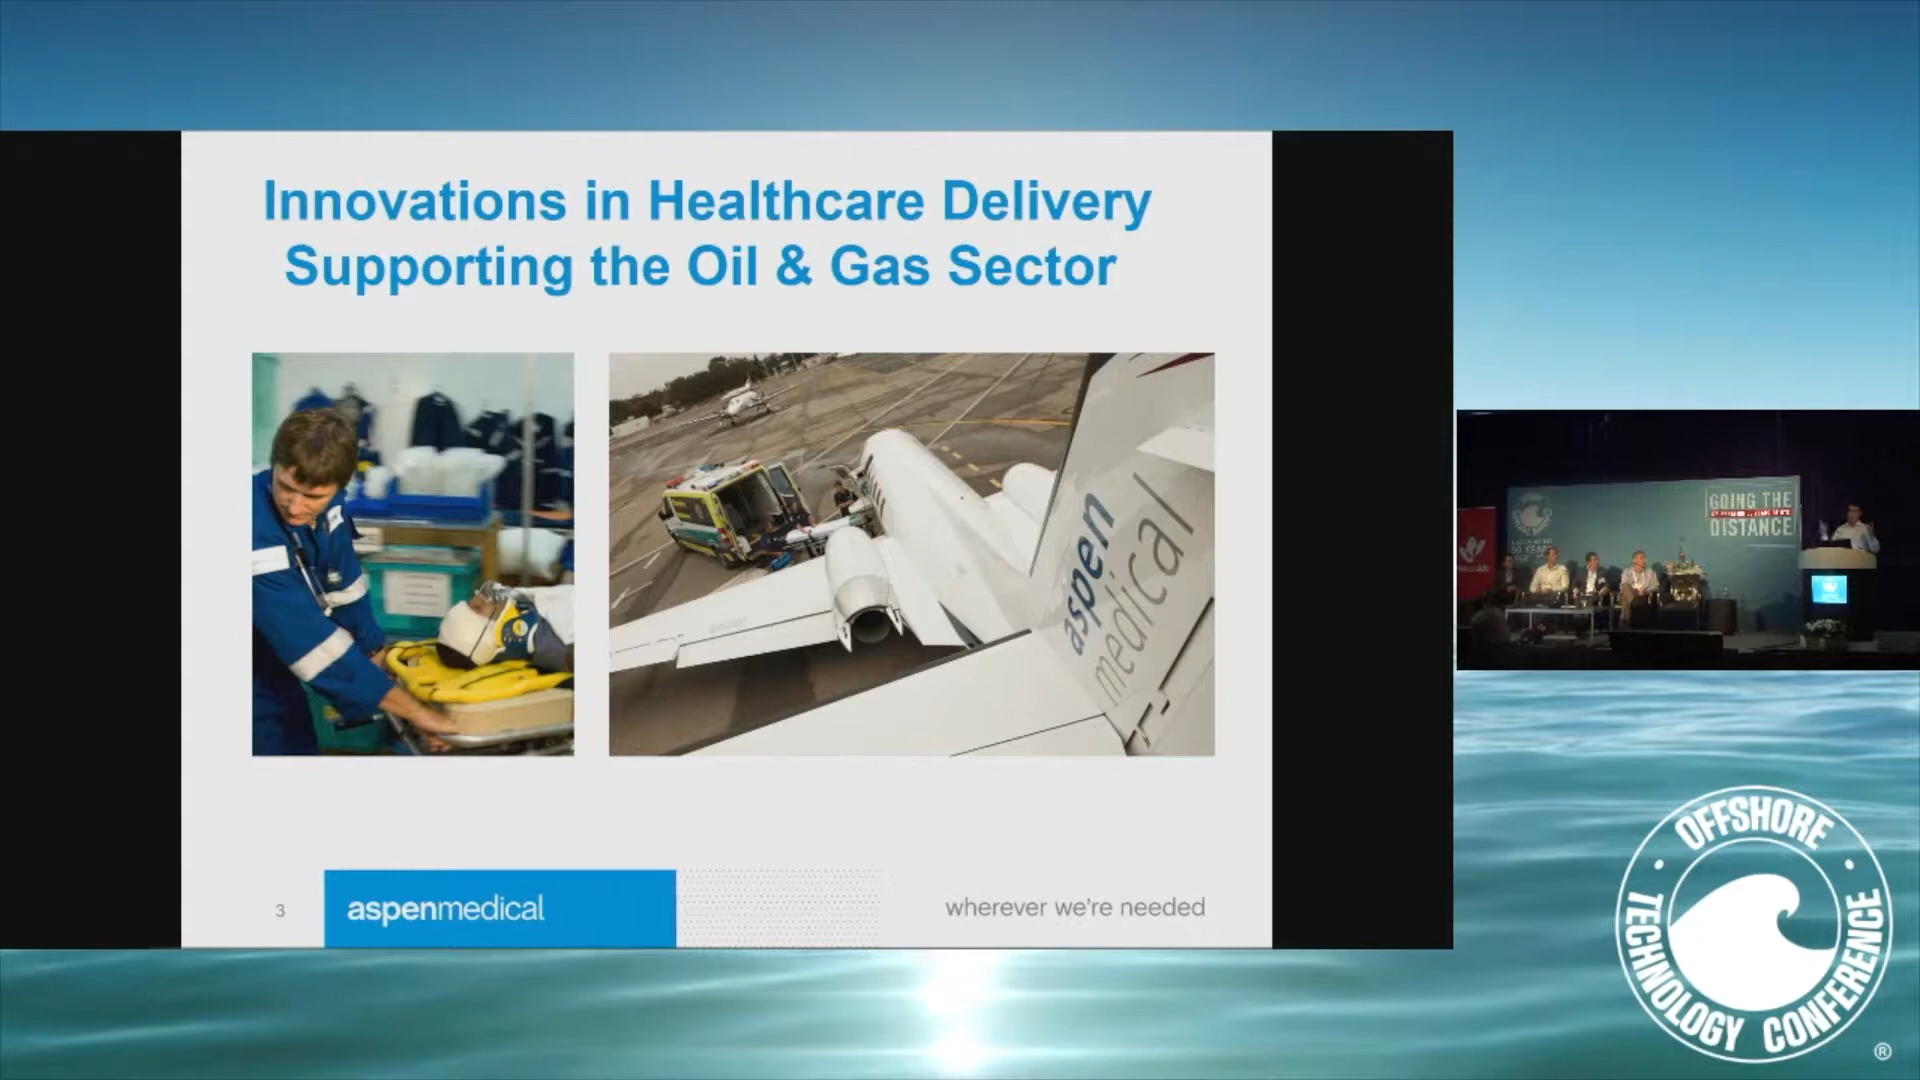 Innovations in Healthcare Delivery
Supporting the Oil & Gas Sector
aspen
medical
3
aspenmedical
wherever we're needed
GOING THE
DISTANCE
OFFSHORE
TECHNOLOGY CONFERENCE
®